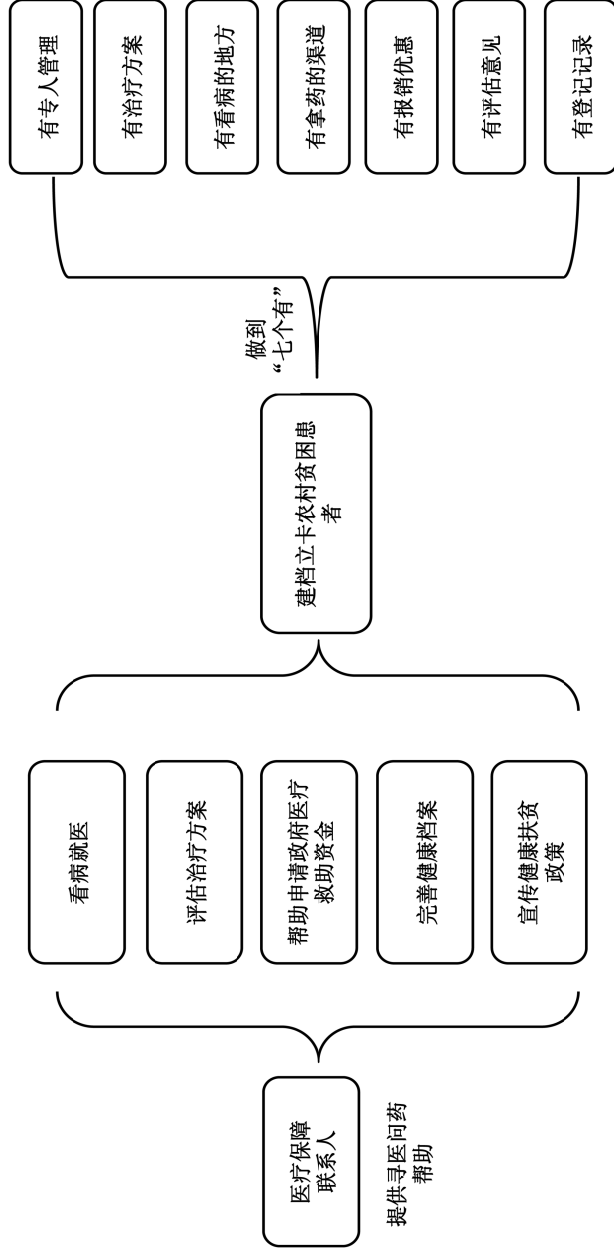 医疗保障
联系人
提供寻医问药
帮助
看病就医
评估治疗方案
帮助申请政府医疗
救助资金
完善健康档案
宣传健康扶贫
政策
建档立卡农村贫困患
者
做到
“七个有”
有专人管理
有治疗方案
有看病的地方
有拿药的渠道
有报销优惠
有评估意见
有登记记录